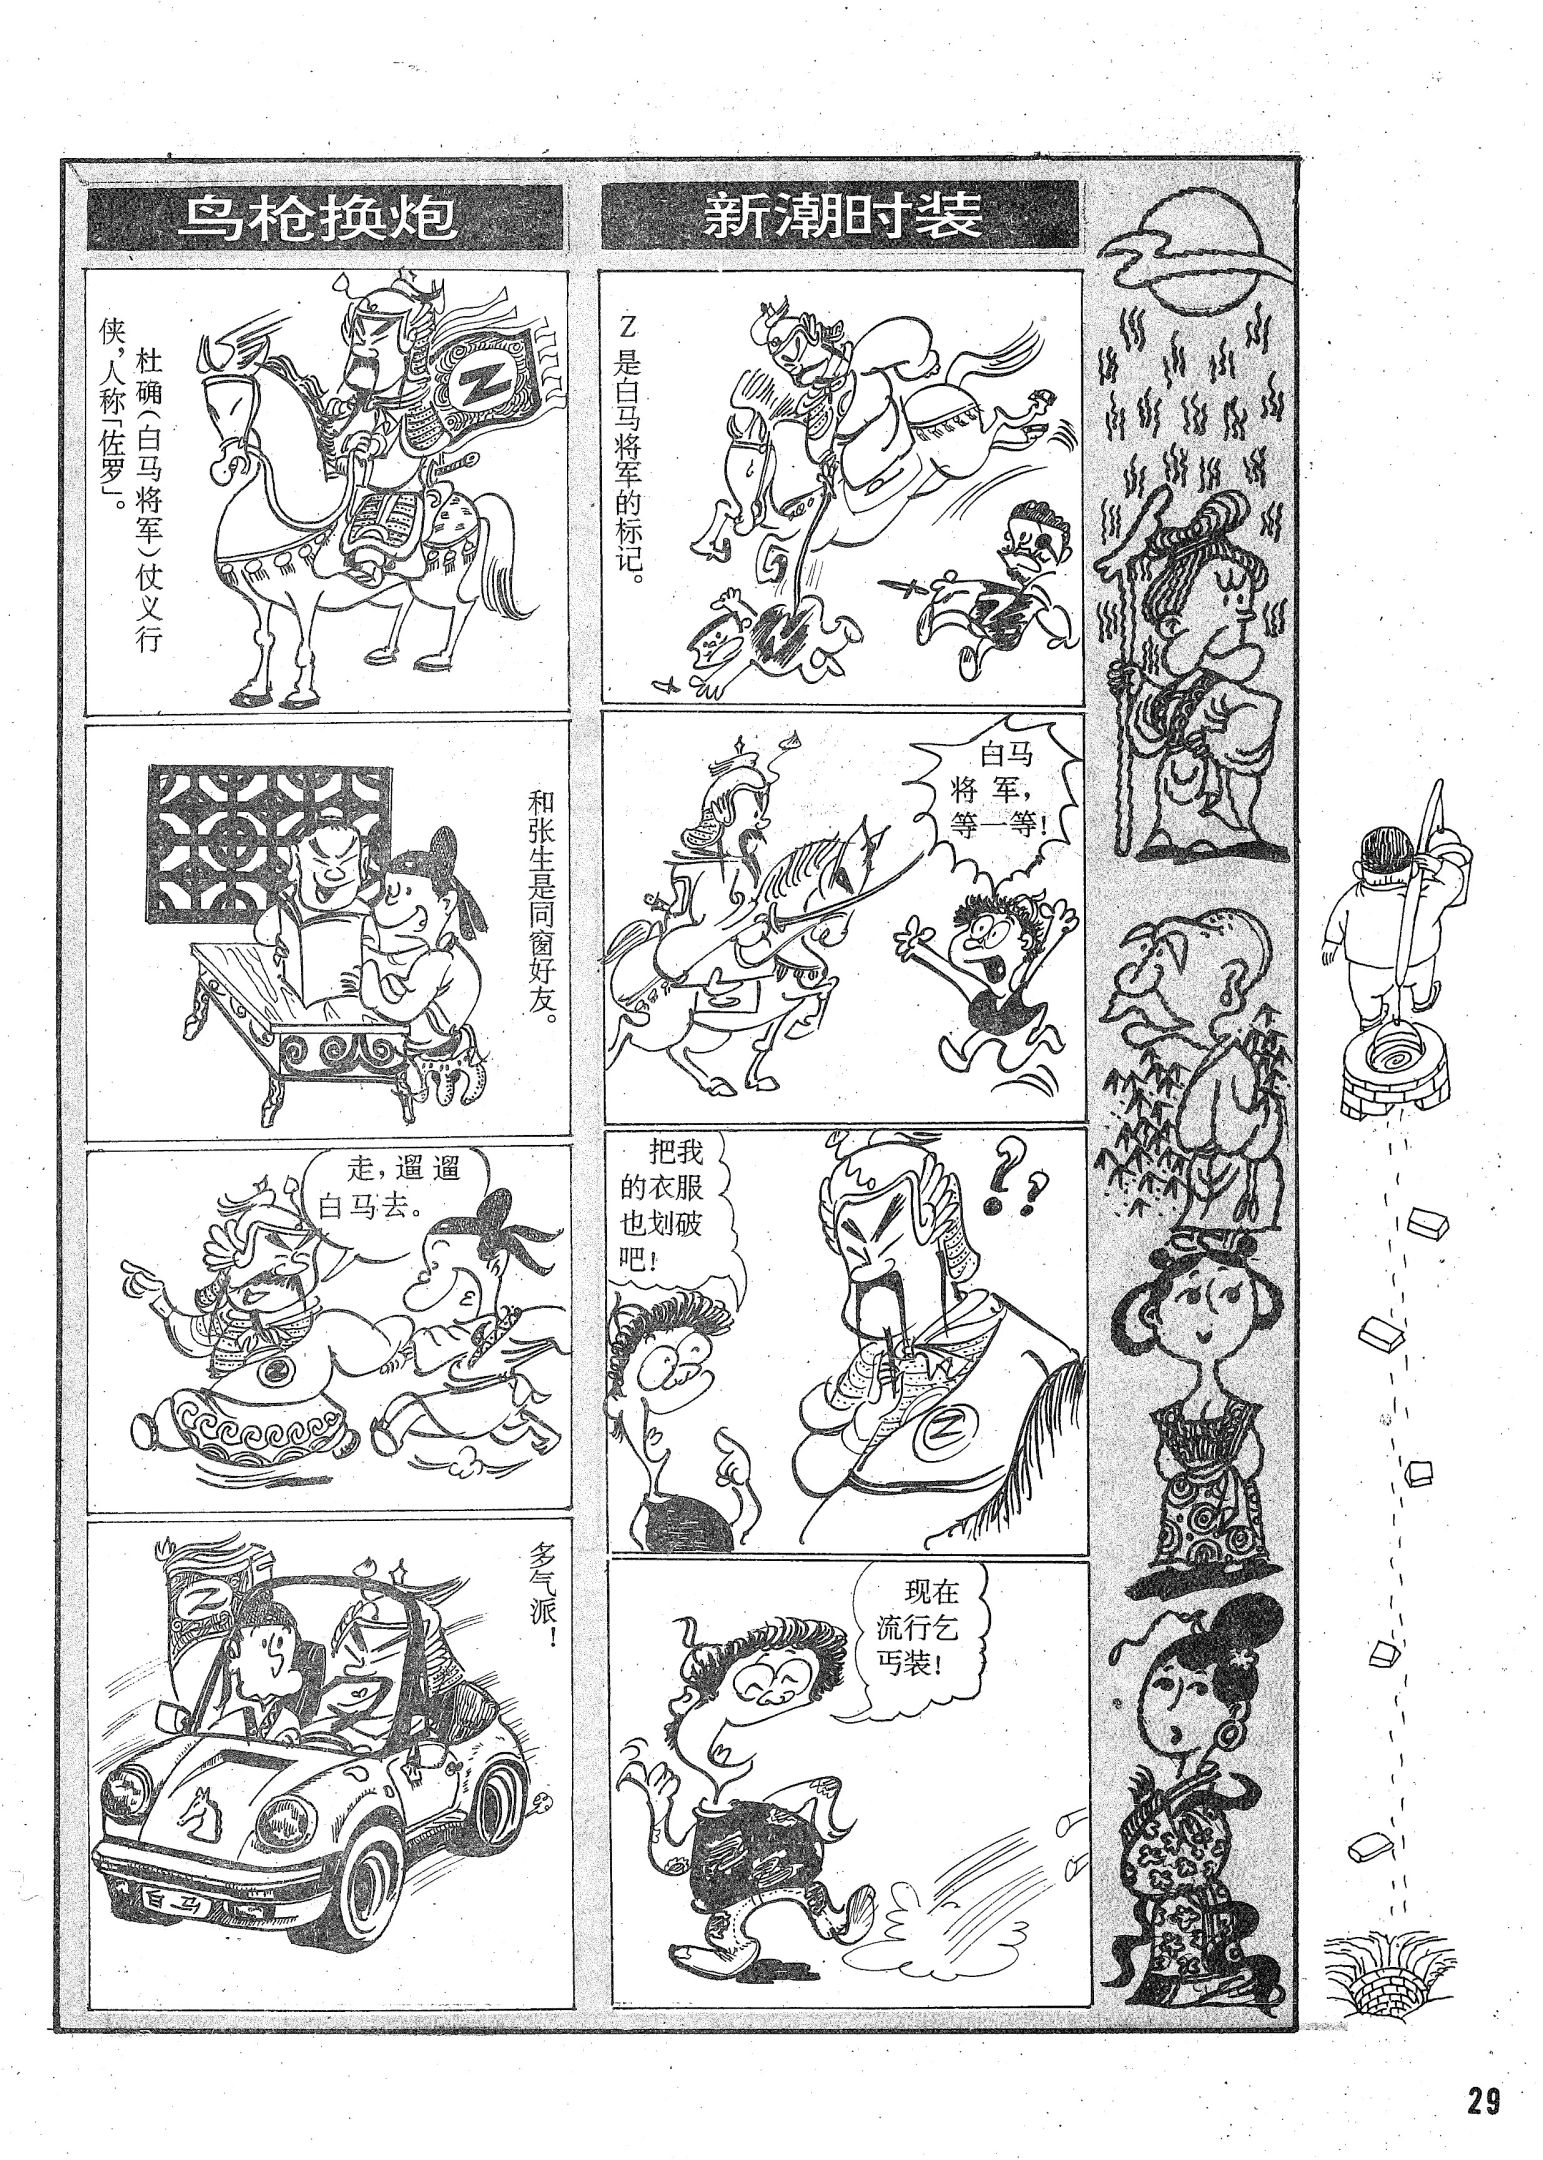 鸟枪换炮
杜确（白马将军）仗义行
侠，人称「佐罗」。
Z
和张生是同窗好友。
走，遛遛
白马去。
Z
多气派！
Z
新潮时装
Z是白马将军的标记。
Z
Z
白马
将军，
等一等！
把我
的衣服
也划破
吧！
??
Z
现在
流行乞
丐装！
29